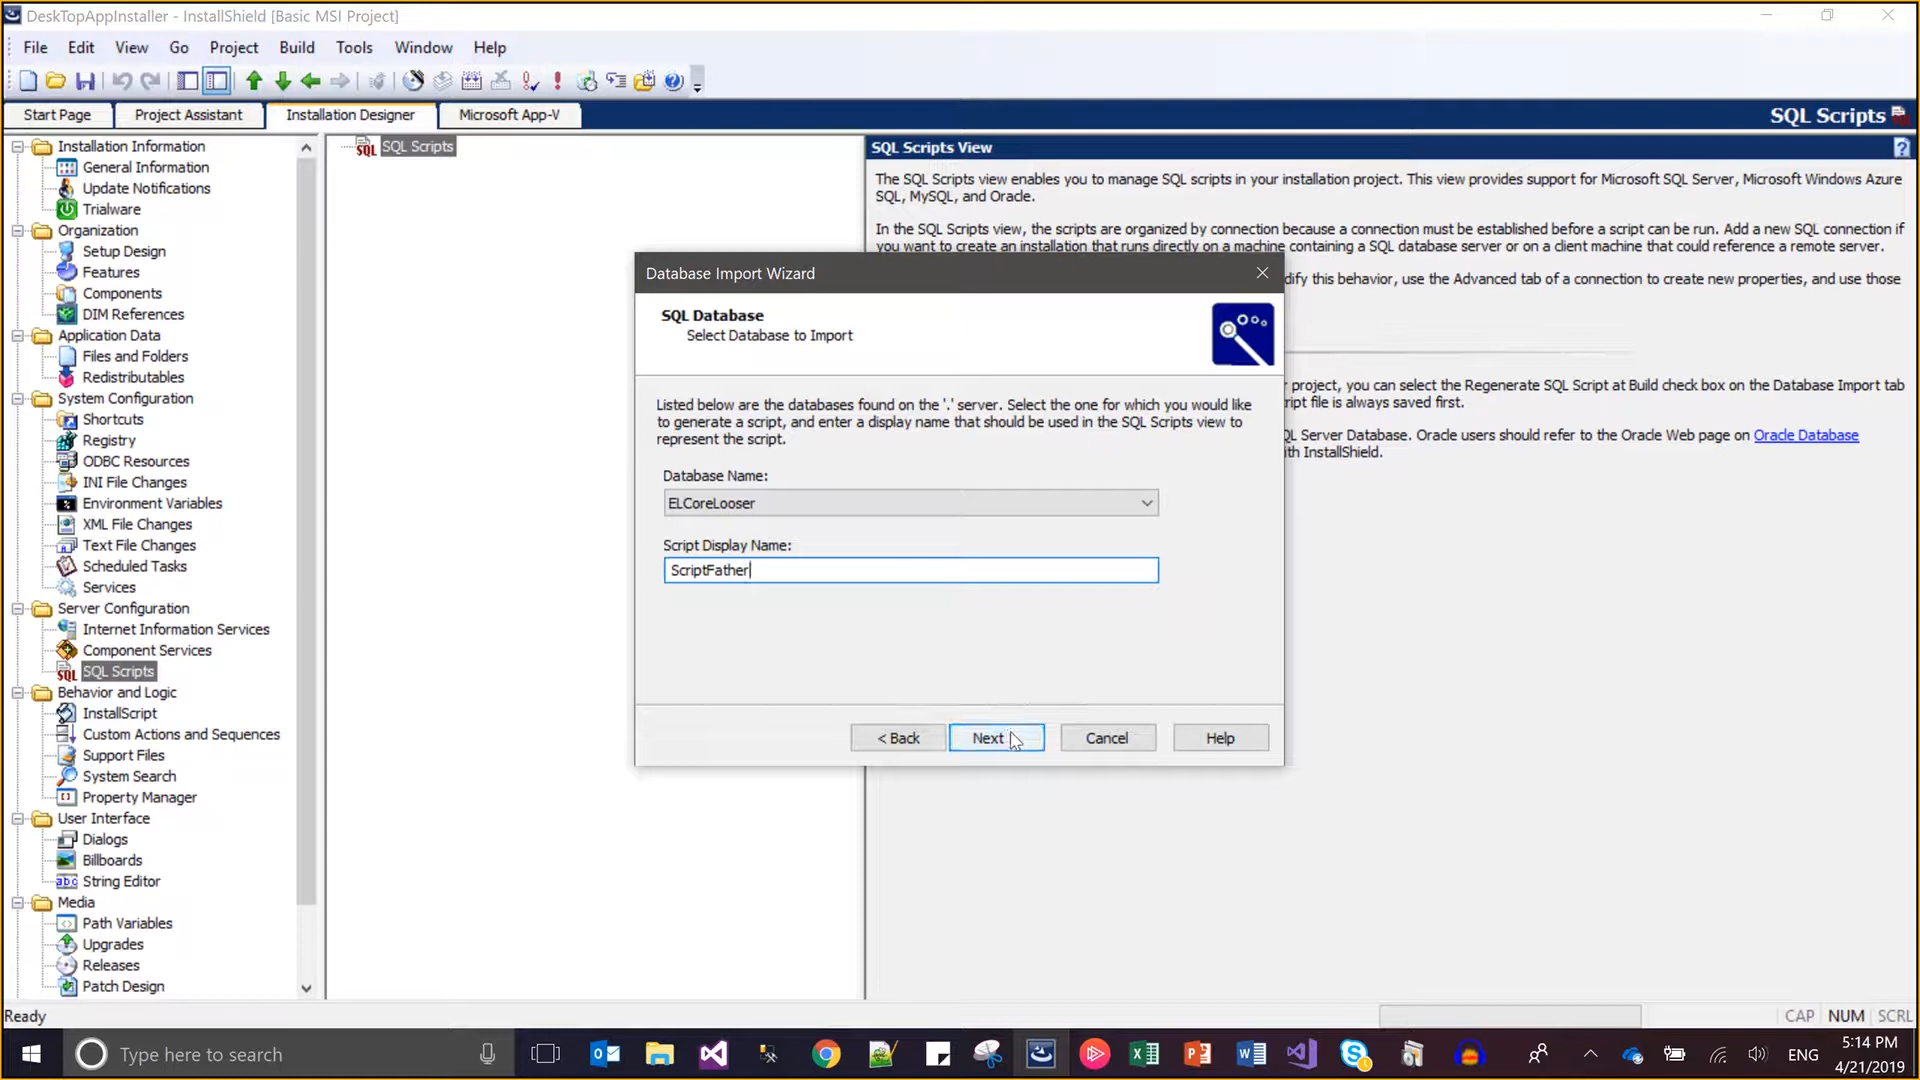 DeskTopAppInstaller - InstallShield [Basic MSI Project]
File Edit View Go Project Build Tools Window Help
Start Page Project Assistant Installation Designer Microsoft App-V SQL Scripts
Installation Information
General Information
Update Notifications
Trialware
Organization
Setup Design
Features
Components
DIM References
Application Data
Files and Folders
Redistributables
System Configuration
Shortcuts
Registry
ODBC Resources
INI File Changes
Environment Variables
XML File Changes
Text File Changes
Scheduled Tasks
Services
Server Configuration
Internet Information Services
Component Services
SQL Scripts
Behavior and Logic
InstallScript
Custom Actions and Sequences
Support Files
System Search
Property Manager
User Interface
Dialogs
Billboards
String Editor
Media
Path Variables
Upgrades
Releases
Patch Design
SQL Scripts
SQL Scripts View
The SQL Scripts view enables you to manage SQL scripts in your installation project. This view provides support for Microsoft SQL Server, Microsoft Windows Azure
SQL, MySQL, and Oracle.
In the SQL Scripts view, the scripts are organized by connection because a connection must be established before a script can be run. Add a new SQL connection if
you want to create an installation that runs directly on a machine containing a SQL database server or on a client machine that could reference a remote server.
dify this behavior, use the Advanced tab of a connection to create new properties, and use those
project, you can select the Regenerate SQL Script at Build check box on the Database Import tab
ript file is always saved first.
QL Server Database. Oracle users should refer to the Oracle Web page on Oracle Database
ith InstallShield.
Database Import Wizard
SQL Database
Select Database to Import
Listed below are the databases found on the '.' server. Select the one for which you would like
to generate a script, and enter a display name that should be used in the SQL Scripts view to
represent the script.
Database Name:
ELCoreLooser
Script Display Name:
ScriptFather
< Back Next Cancel Help
Ready CAP NUM SCRL
Type here to search ENG 5:14 PM
4/21/2019